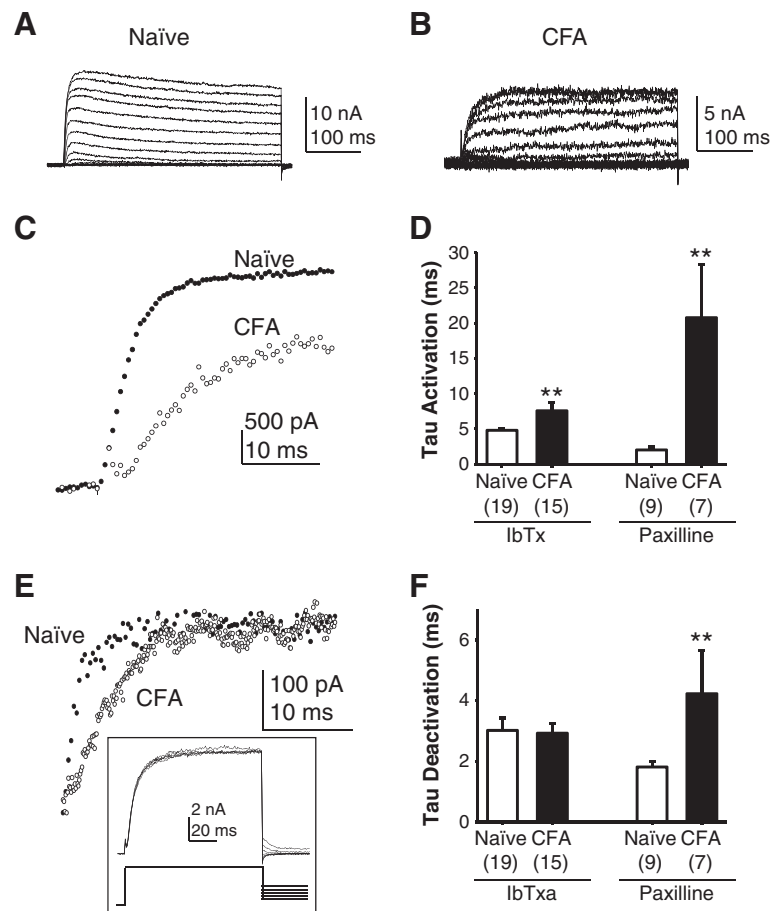 A
Naïve
10 nA
100 ms
B
CFA
5 nA
100 ms
C
Naïve
CFA
500 pA
10 ms
D
Tau Activation (ms)
30
25
20
15
10
5
0
**
**
Naïve CFA Naïve CFA
(19) (15) (9) (7)
IbTx Paxilline
E
Naïve
CFA
100 pA
10 ms
2 nA
20 ms
F
Tau Deactivation (ms)
6
4
2
0
**
Naïve CFA Naïve CFA
(19) (15) (9) (7)
IbTxa Paxilline